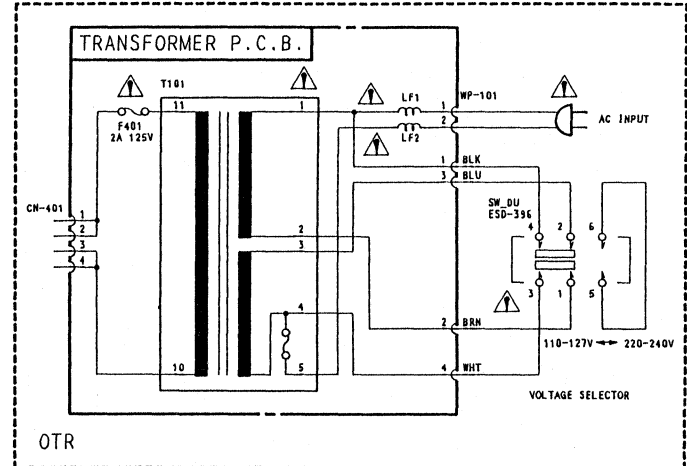 TRANSFORMER P.C.B.
T101
11
1
F401
2A 125V
LF1
LF2
WP-101
1
2
AC INPUT
1 BLK
3 BLU
SW_DU
ESD-396
4 2 6
CN-401
1
2
3
4
2
3
4
3 1 5
2 BRN
110-127V 220-240V
10
5
4 WHT
VOLTAGE SELECTOR
OTR